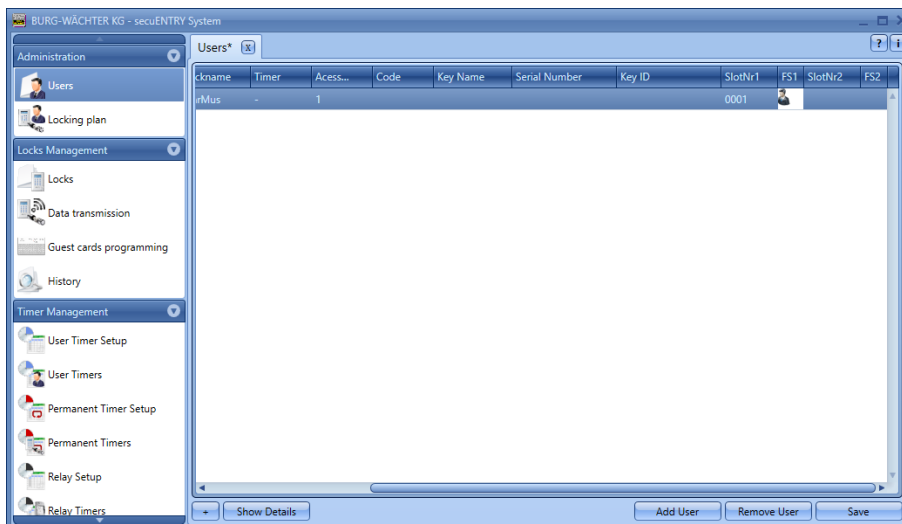 BURG-WÄCHTER KG - secuENTRY System
Administration
Users
Locking plan
Locks Management
Locks
Data transmission
Guest cards programming
History
Timer Management
User Timer Setup
User Timers
Permanent Timer Setup
Permanent Timers
Relay Setup
Relay Timers
Users* x
? i
ckname Timer Acess... Code Key Name Serial Number Key ID SlotNr1 FS1 SlotNr2 FS2
rMus - 1 0001
+ Show Details Add User Remove User Save